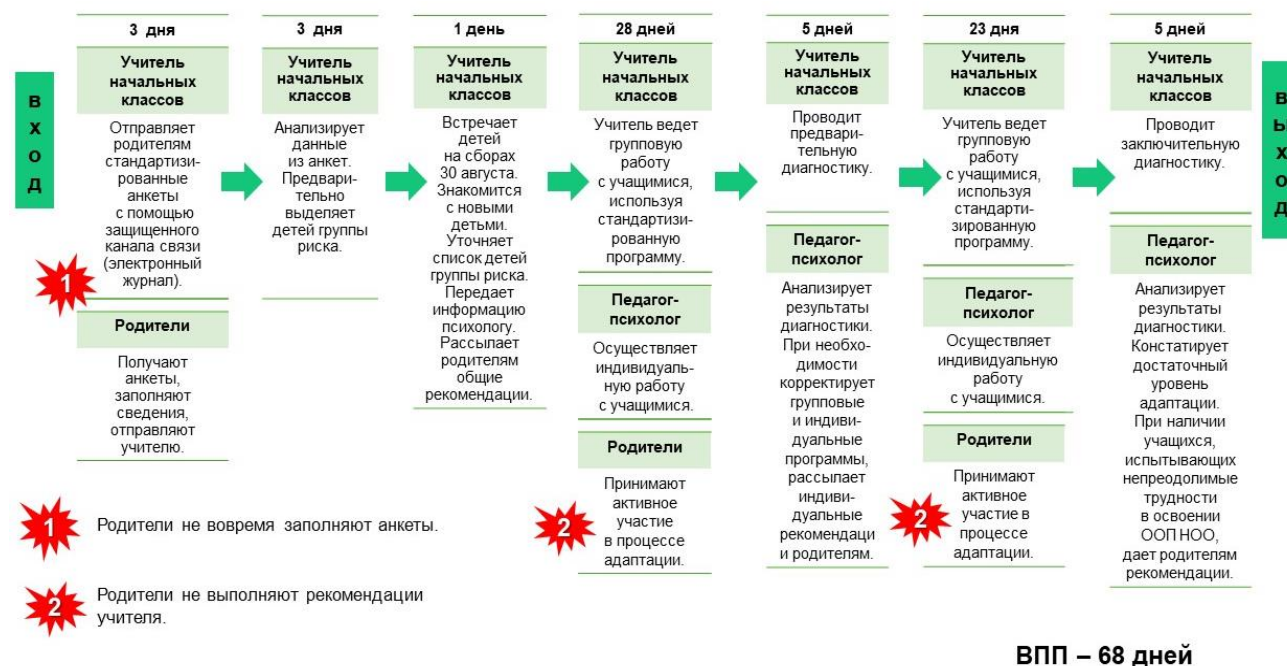 ВХОД
3 дня
Учитель
начальных
классов
Отправляет
родителям
стандартизи-
рованные
анкеты
с помощью
защищенного
канала связи
(электронный
журнал).
1
Родители
Получают
анкеты,
заполняют
сведения,
отправляют
учителю.
3 дня
Учитель
начальных
классов
Анализирует
данные
из анкет.
Предвари-
тельно
выделяет
детей группы
риска.
1 день
Учитель
начальных
классов
Встречает
детей
на сборах
30 августа.
Знакомится
с новыми
детьми.
Уточняет
список детей
группы риска.
Передает
информацию
психологу.
Рассылает
родителям
общие
рекомендации.
28 дней
Учитель
начальных
классов
Учитель ведет
групповую
работу
с учащимися,
используя
стандартизи-
рованную
программу.
Педагог-
психолог
Осуществляет
индивидуаль-
ную работу
с учащимися.
Родители
2
Принимают
активное
участие
в процессе
адаптации.
5 дней
Учитель
начальных
классов
Проводит
предвари-
тельную
диагностику.
Педагог-
психолог
Анализирует
результаты
диагностики.
При необхо-
димости
корректирует
групповые
и индиви-
дуальные
программы,
рассылает
индиви-
дуальные
рекомендаци
и родителям.
23 дня
Учитель
начальных
классов
Учитель ведет
групповую
работу
с учащимися,
используя
стандарти-
зированную
программу.
Педагог-
психолог
Осуществляет
индивидуальную
работу
с учащимися.
Родители
2
Принимают
активное
участие в
процессе
адаптации.
5 дней
Учитель
начальных
классов
Проводит
заключительную
диагностику.
Педагог-
психолог
Анализирует
результаты
диагностики.
Констатирует
достаточный
уровень
адаптации.
При наличии
учащихся,
испытывающих
непреодолимые
трудности
в освоении
ООП НОО,
дает родителям
рекомендации.
ВЫХОД
1 Родители не вовремя заполняют анкеты.
2 Родители не выполняют рекомендации
учителя.
ВПП – 68 дней